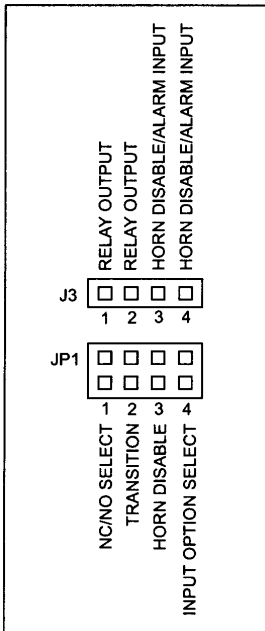 RELAY OUTPUT
RELAY OUTPUT
HORN DISABLE/ALARM INPUT
HORN DISABLE/ALARM INPUT
J3
1 2 3 4
JP1
1 2 3 4
NC/NO SELECT
TRANSITION
HORN DISABLE
INPUT OPTION SELECT